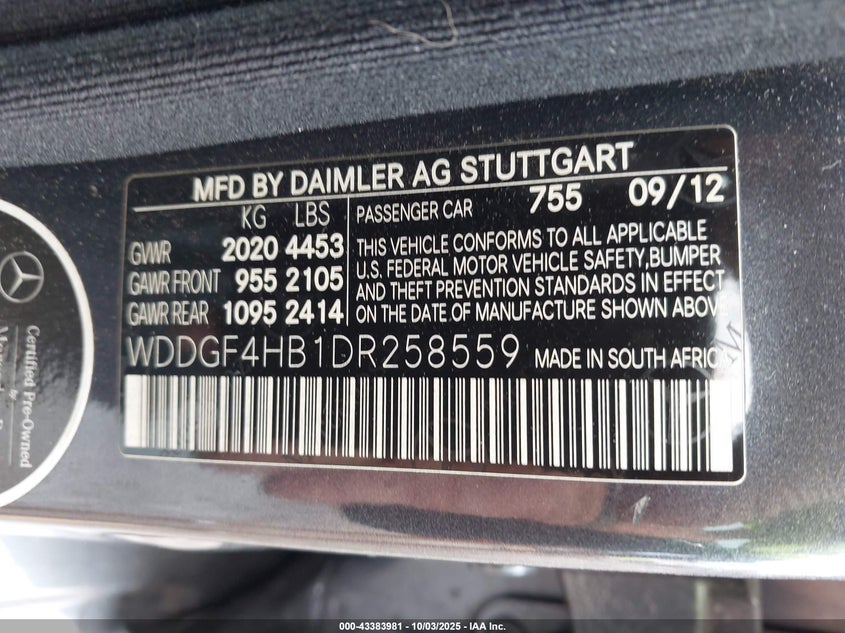 MFD BY DAIMLER AG STUTTGART
KG LBS
GVWR 2020 4453
GAWR FRONT 955 2105
GAWR REAR 1095 2414
PASSENGER CAR 755 09/12
THIS VEHICLE CONFORMS TO ALL APPLICABLE
U.S. FEDERAL MOTOR VEHICLE SAFETY,BUMPER
AND THEFT PREVENTION STANDARDS IN EFFECT
ON THE DATE OF MANUFACTURE SHOWN ABOVE
WDDGF4HB1DR258559 MADE IN SOUTH AFRICA
Certified Pre-Owned
by
000-43383981 - 10/03/2025 - IAA Inc.